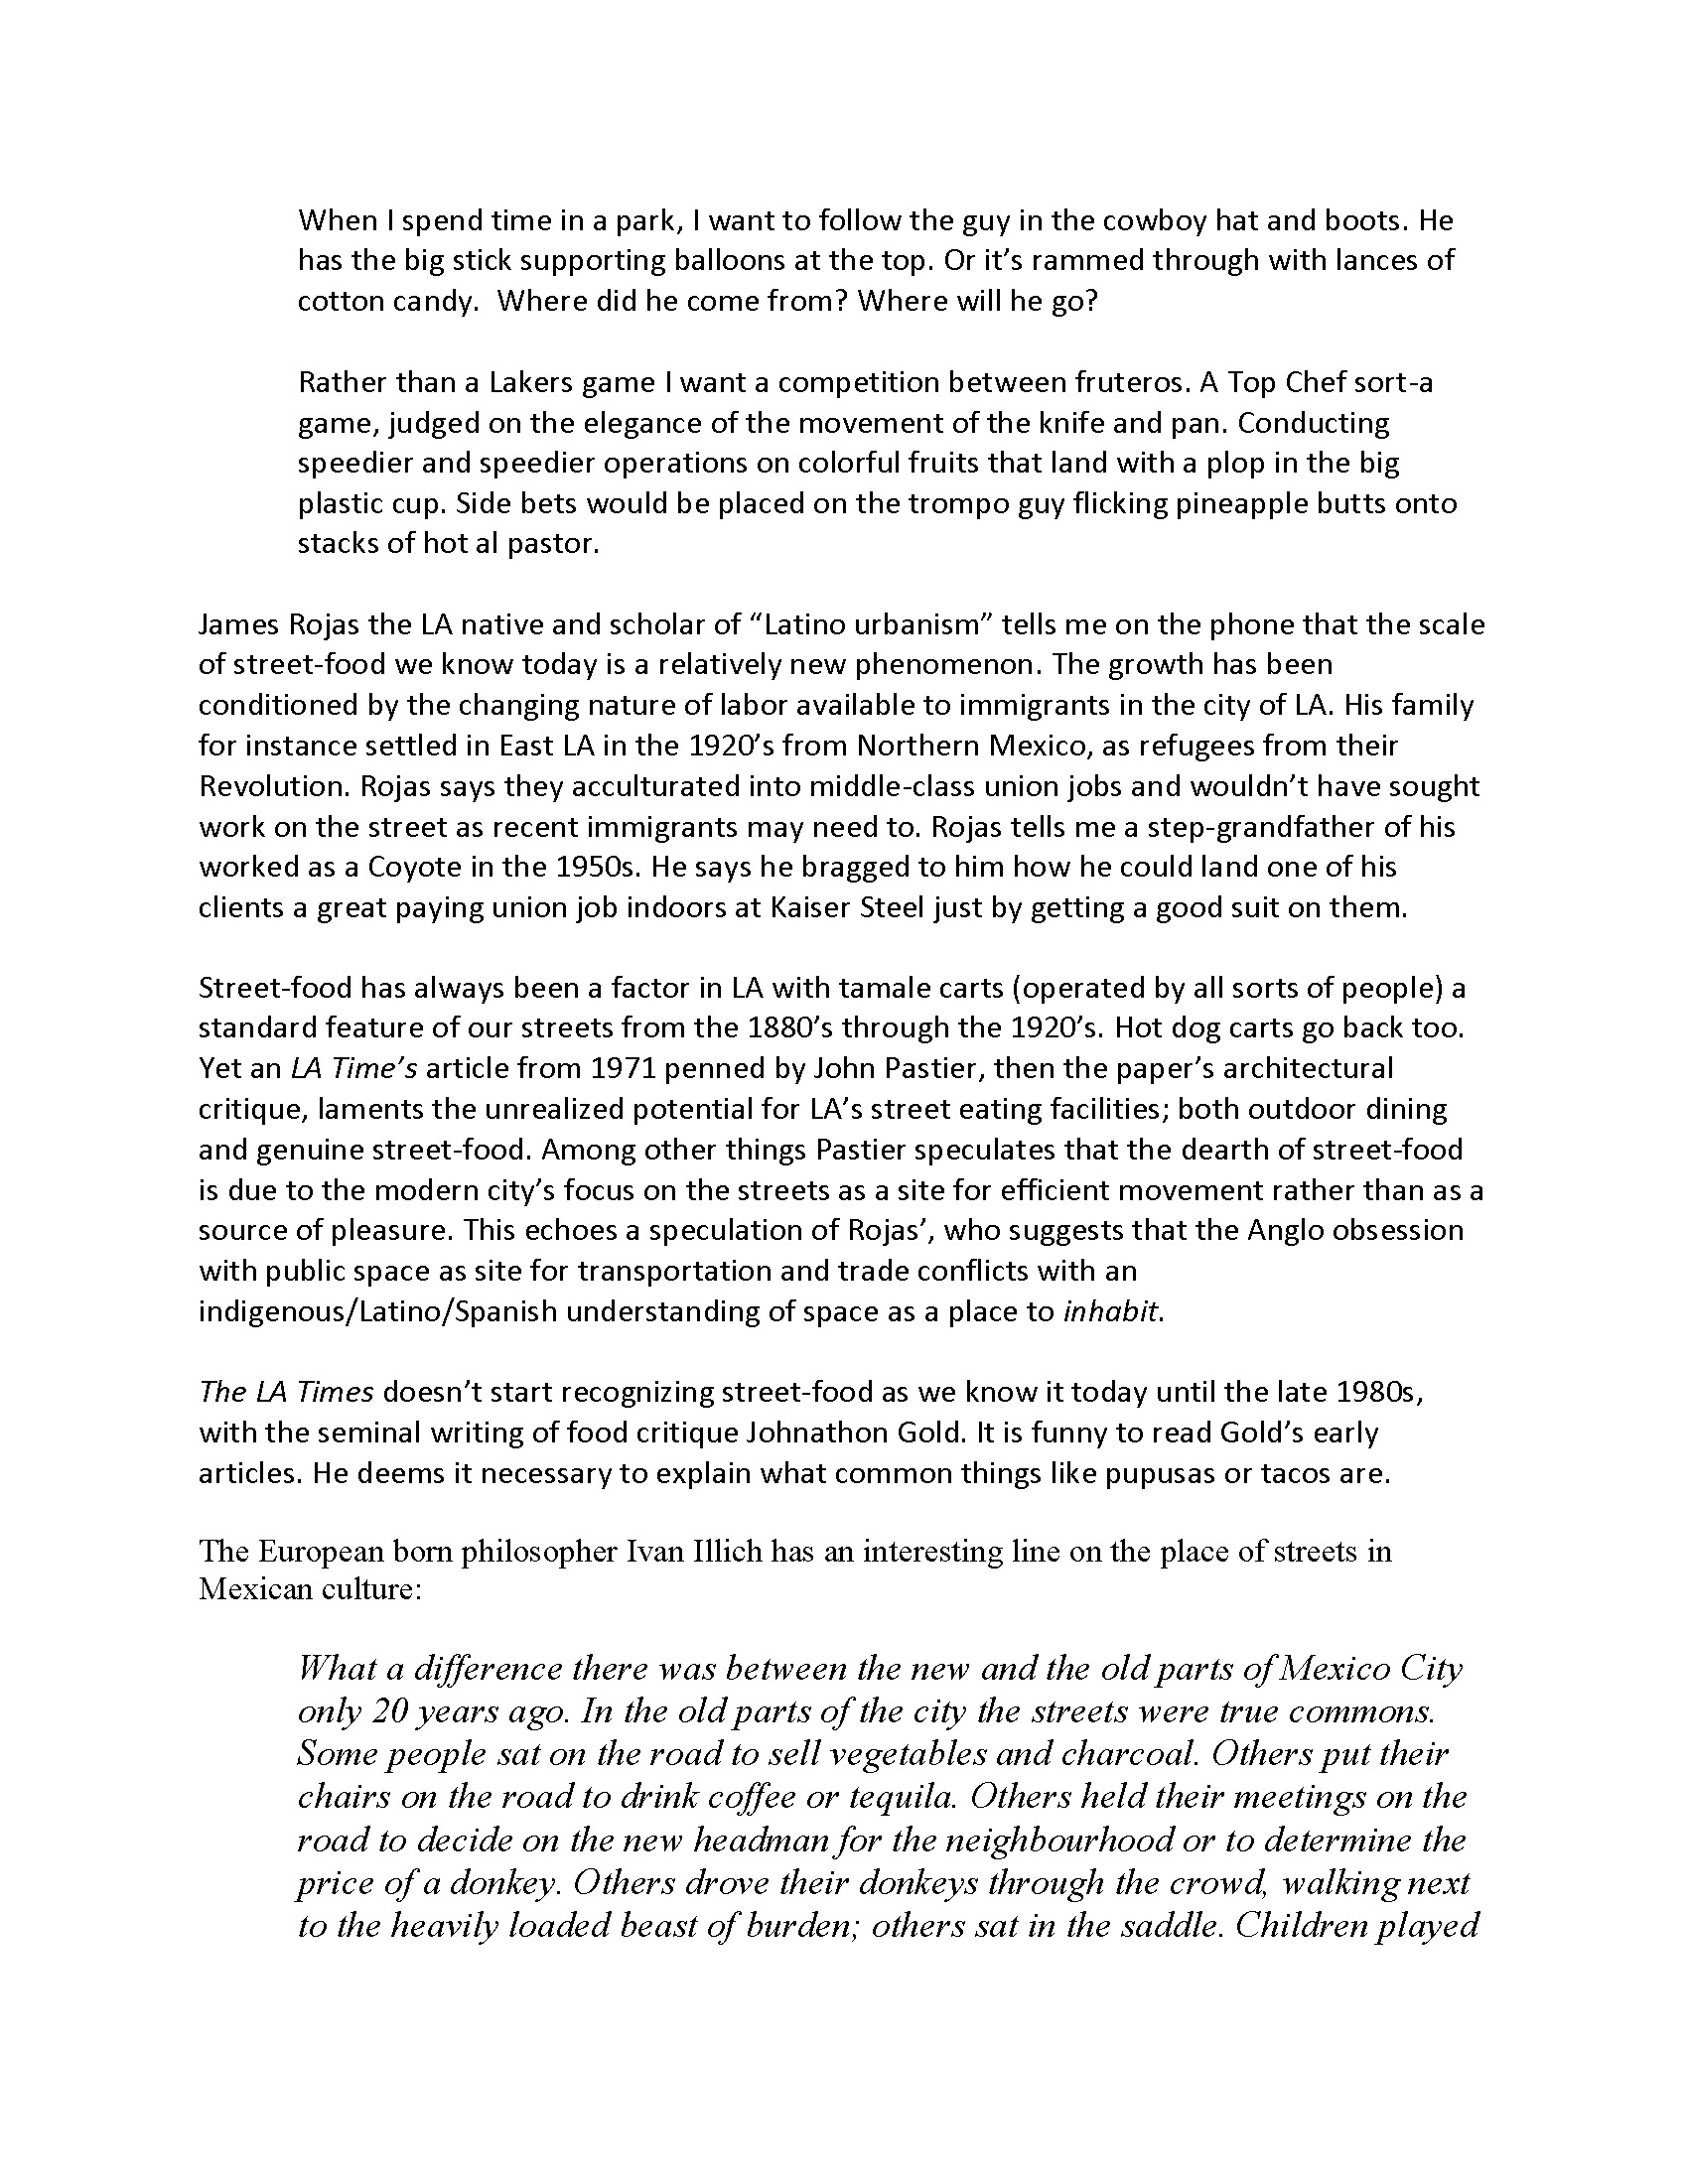 When I spend time in a park, I want to follow the guy in the cowboy hat and boots. He
has the big stick supporting balloons at the top. Or it’s rammed through with lances of
cotton candy.  Where did he come from? Where will he go?
Rather than a Lakers game I want a competition between fruteros. A Top Chef sort-a
game, judged on the elegance of the movement of the knife and pan. Conducting
speedier and speedier operations on colorful fruits that land with a plop in the big
plastic cup. Side bets would be placed on the trompo guy flicking pineapple butts onto
stacks of hot al pastor.
James Rojas the LA native and scholar of “Latino urbanism” tells me on the phone that the scale
of street-food we know today is a relatively new phenomenon. The growth has been
conditioned by the changing nature of labor available to immigrants in the city of LA. His family
for instance settled in East LA in the 1920’s from Northern Mexico, as refugees from their
Revolution. Rojas says they acculturated into middle-class union jobs and wouldn’t have sought
work on the street as recent immigrants may need to. Rojas tells me a step-grandfather of his
worked as a Coyote in the 1950s. He says he bragged to him how he could land one of his
clients a great paying union job indoors at Kaiser Steel just by getting a good suit on them.
Street-food has always been a factor in LA with tamale carts (operated by all sorts of people) a
standard feature of our streets from the 1880’s through the 1920’s. Hot dog carts go back too.
Yet an LA Time’s article from 1971 penned by John Pastier, then the paper’s architectural
critique, laments the unrealized potential for LA’s street eating facilities; both outdoor dining
and genuine street-food. Among other things Pastier speculates that the dearth of street-food
is due to the modern city’s focus on the streets as a site for efficient movement rather than as a
source of pleasure. This echoes a speculation of Rojas’, who suggests that the Anglo obsession
with public space as site for transportation and trade conflicts with an
indigenous/Latino/Spanish understanding of space as a place to inhabit.
The LA Times doesn’t start recognizing street-food as we know it today until the late 1980s,
with the seminal writing of food critique Johnathon Gold. It is funny to read Gold’s early
articles. He deems it necessary to explain what common things like pupusas or tacos are.
The European born philosopher Ivan Illich has an interesting line on the place of streets in
Mexican culture:
What a difference there was between the new and the old parts of Mexico City
only 20 years ago. In the old parts of the city the streets were true commons.
Some people sat on the road to sell vegetables and charcoal. Others put their
chairs on the road to drink coffee or tequila. Others held their meetings on the
road to decide on the new headman for the neighbourhood or to determine the
price of a donkey. Others drove their donkeys through the crowd, walking next
to the heavily loaded beast of burden; others sat in the saddle. Children played